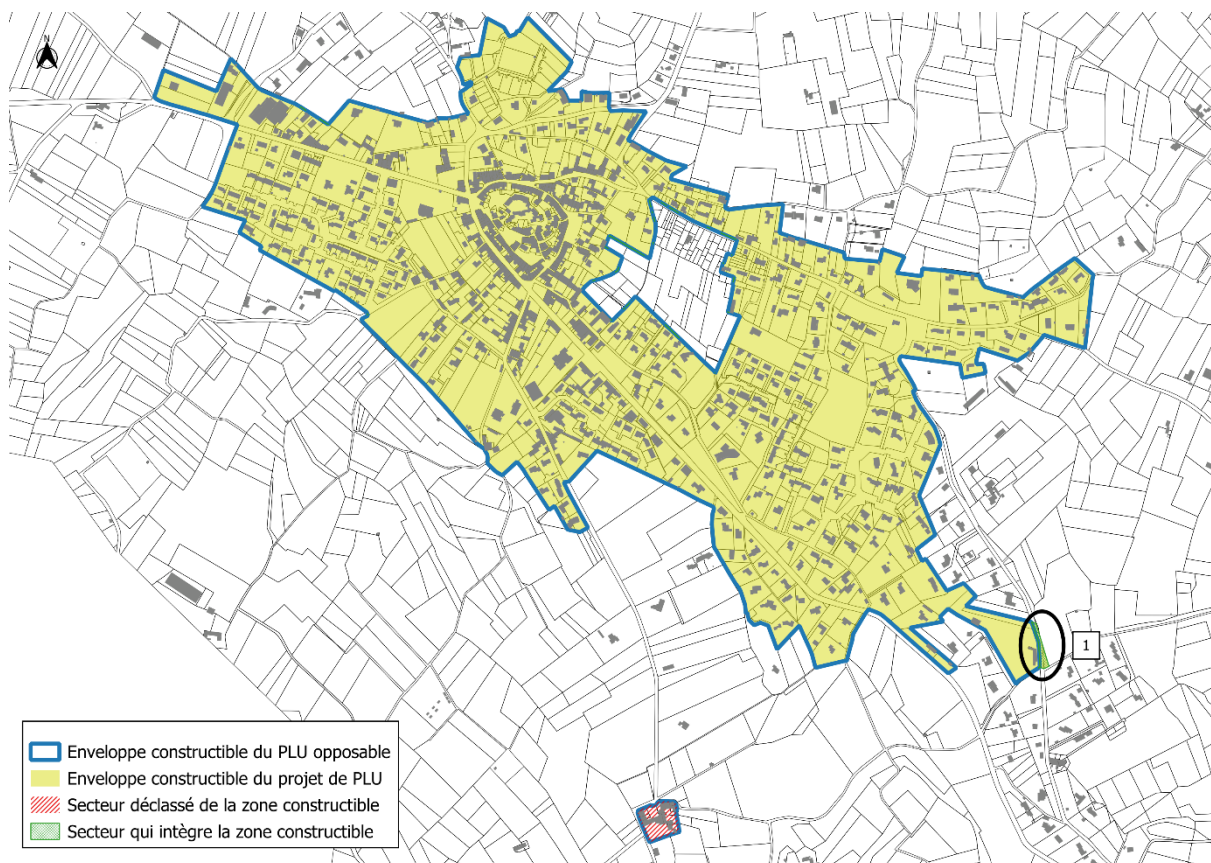 N
1
Enveloppe constructible du PLU opposable
Enveloppe constructible du projet de PLU
Secteur déclassé de la zone constructible
Secteur qui intègre la zone constructible